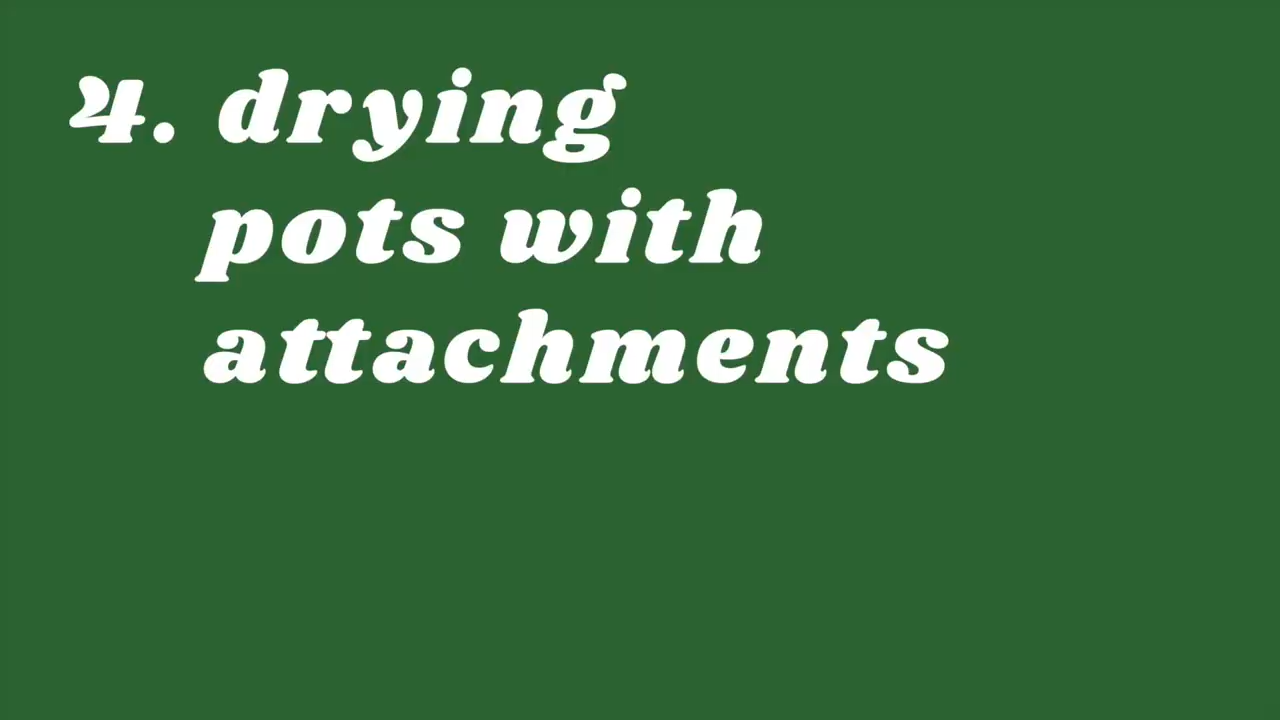 4. drying
pots with
attachments